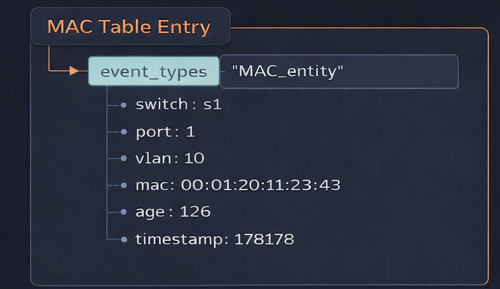 MAC Table Entry
event_types "MAC_entity"
switch: s1
port: 1
vlan: 10
mac: 00:01:20:11:23:43
age: 126
timestamp: 178178